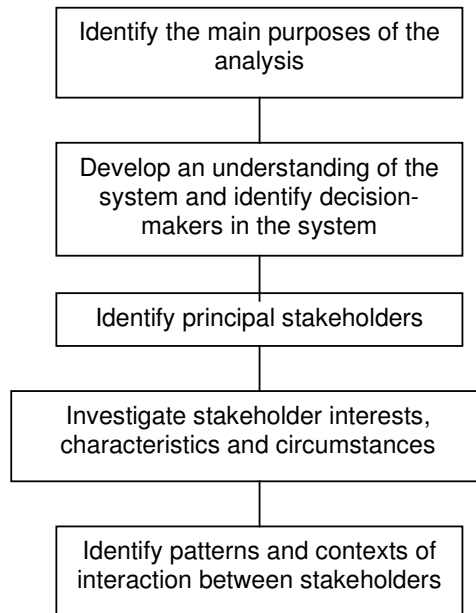 Identify the main purposes of the
analysis
Develop an understanding of the
system and identify decision-
makers in the system
Identify principal stakeholders
Investigate stakeholder interests,
characteristics and circumstances
Identify patterns and contexts of
interaction between stakeholders